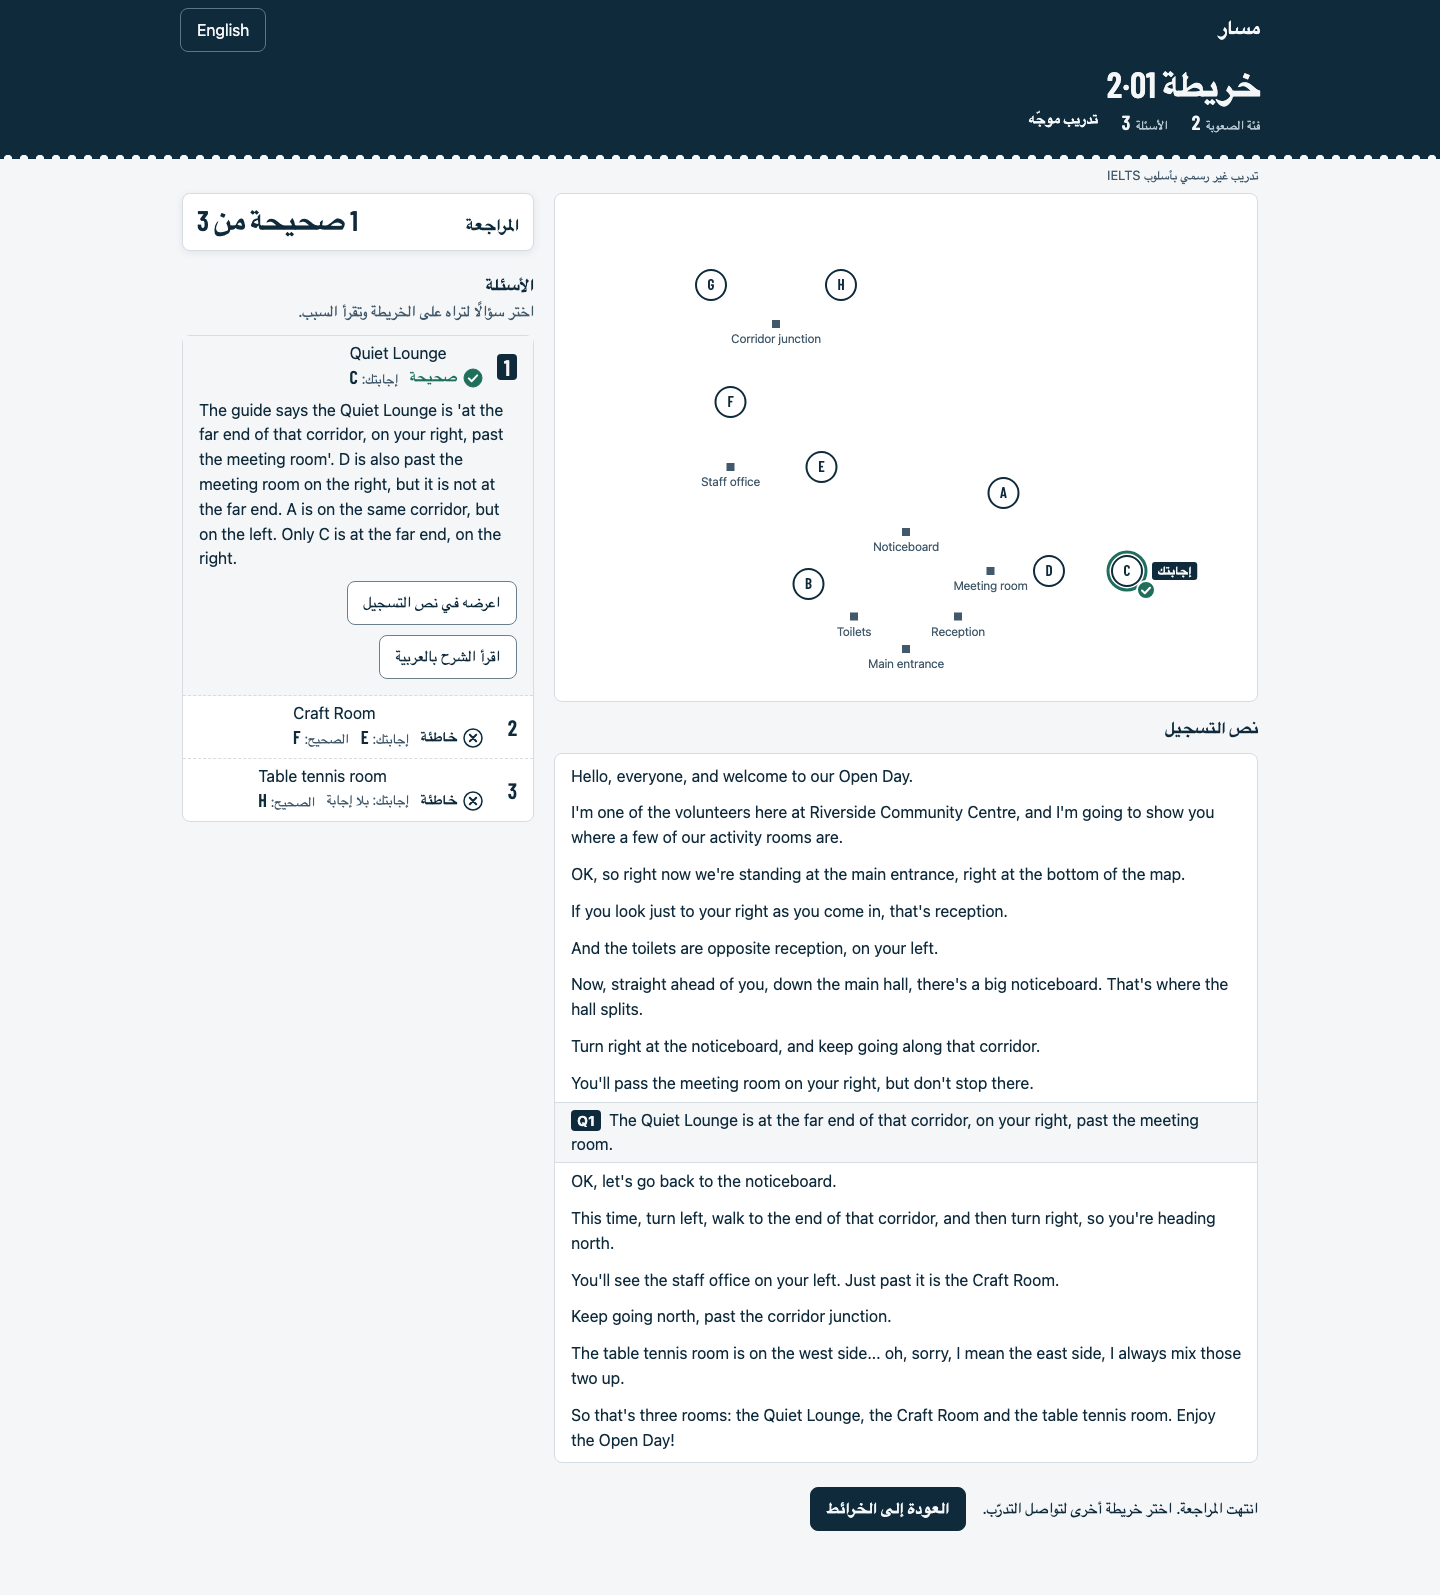 مسار
English
خريطة 2·01
فئة الصعوبة 2 الأسئلة 3 تدريب موجّه
تدريب غير رسمي بأسلوب IELTS
المراجعة
1 صحيحة من 3
الأسئلة
اختر سؤالًا لتراه على الخريطة وتقرأ السبب.
1
Quiet Lounge
صحيحة إجابتك: C
The guide says the Quiet Lounge is 'at the
far end of that corridor, on your right, past
the meeting room'. D is also past the
meeting room on the right, but it is not at
the far end. A is on the same corridor, but
on the left. Only C is at the far end, on the
right.
اعرضه في نص التسجيل
اقرأ الشرح بالعربية
2
Craft Room
خاطئة إجابتك: E الصحيح: F
3
Table tennis room
خاطئة إجابتك: بلا إجابة الصحيح: H
G
H
Corridor junction
F
E
Staff office
A
Noticeboard
Meeting room
D
C
إجابتك
B
Toilets
Reception
Main entrance
نص التسجيل
Hello, everyone, and welcome to our Open Day.
I'm one of the volunteers here at Riverside Community Centre, and I'm going to show you
where a few of our activity rooms are.
OK, so right now we're standing at the main entrance, right at the bottom of the map.
If you look just to your right as you come in, that's reception.
And the toilets are opposite reception, on your left.
Now, straight ahead of you, down the main hall, there's a big noticeboard. That's where the
hall splits.
Turn right at the noticeboard, and keep going along that corridor.
You'll pass the meeting room on your right, but don't stop there.
Q1 The Quiet Lounge is at the far end of that corridor, on your right, past the meeting
room.
OK, let's go back to the noticeboard.
This time, turn left, walk to the end of that corridor, and then turn right, so you're heading
north.
You'll see the staff office on your left. Just past it is the Craft Room.
Keep going north, past the corridor junction.
The table tennis room is on the west side... oh, sorry, I mean the east side, I always mix those
two up.
So that's three rooms: the Quiet Lounge, the Craft Room and the table tennis room. Enjoy
the Open Day!
انتهت المراجعة. اختر خريطة أخرى لتواصل التدرّب.
العودة إلى الخرائط